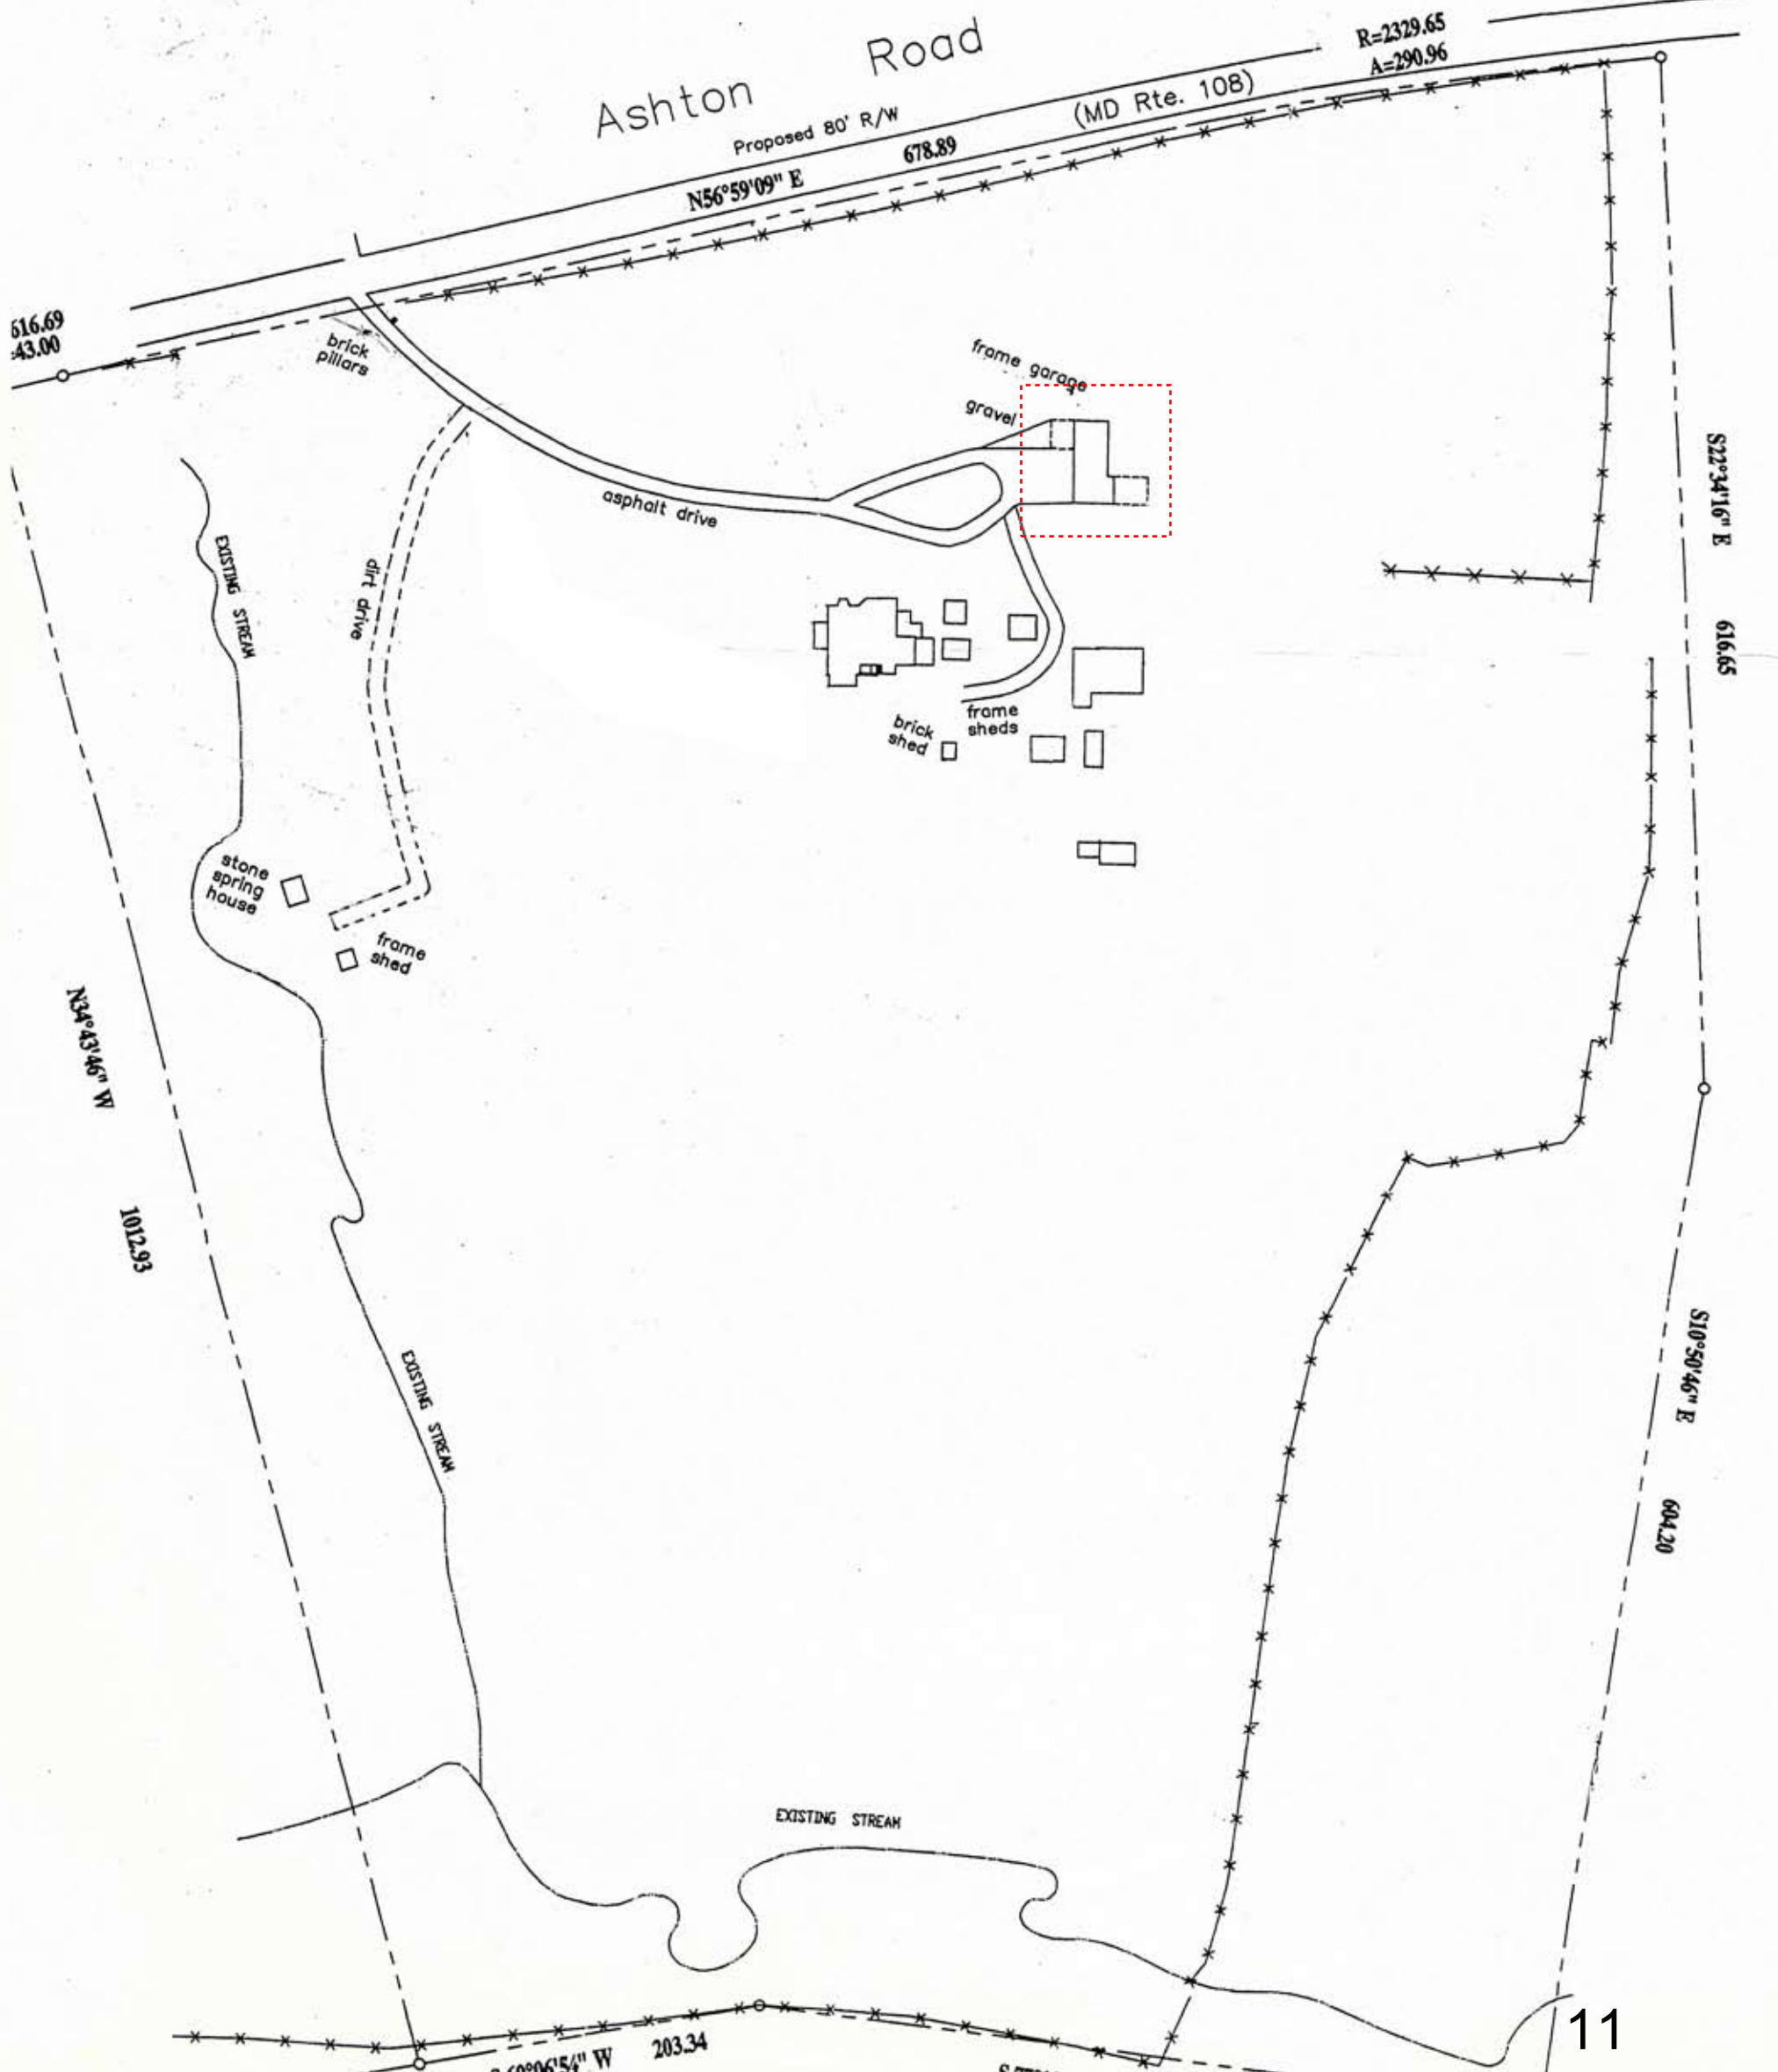 Ashton Road
R=2329.65
A=290.96
Proposed 80' R/W
(MD Rte. 108)
678.89
N56°59'09" E
43.00
brick
pillars
frame garage
gravel
asphalt drive
S22°34'16" E
616.65
EXISTING STREAM
dirt drive
frame
sheds
brick
shed
stone
spring
house
frame
shed
N34°43'46" W
1012.93
EXISTING STREAM
S10°50'46" E
604.20
EXISTING STREAM
11
203.34